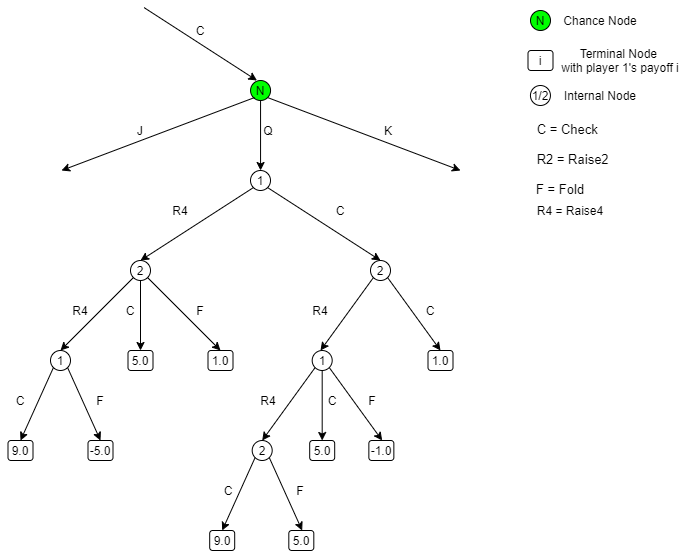 C
N
J
Q
K
1
R4
C
2
2
R4
C
F
R4
C
1
5.0
1.0
1
1.0
C
F
R4
C
F
9.0
-5.0
2
5.0
-1.0
C
F
9.0
5.0
N
Chance Node
i
Terminal Node
with player 1's payoff i
1/2
Internal Node
C = Check
R2 = Raise2
F = Fold
R4 = Raise4